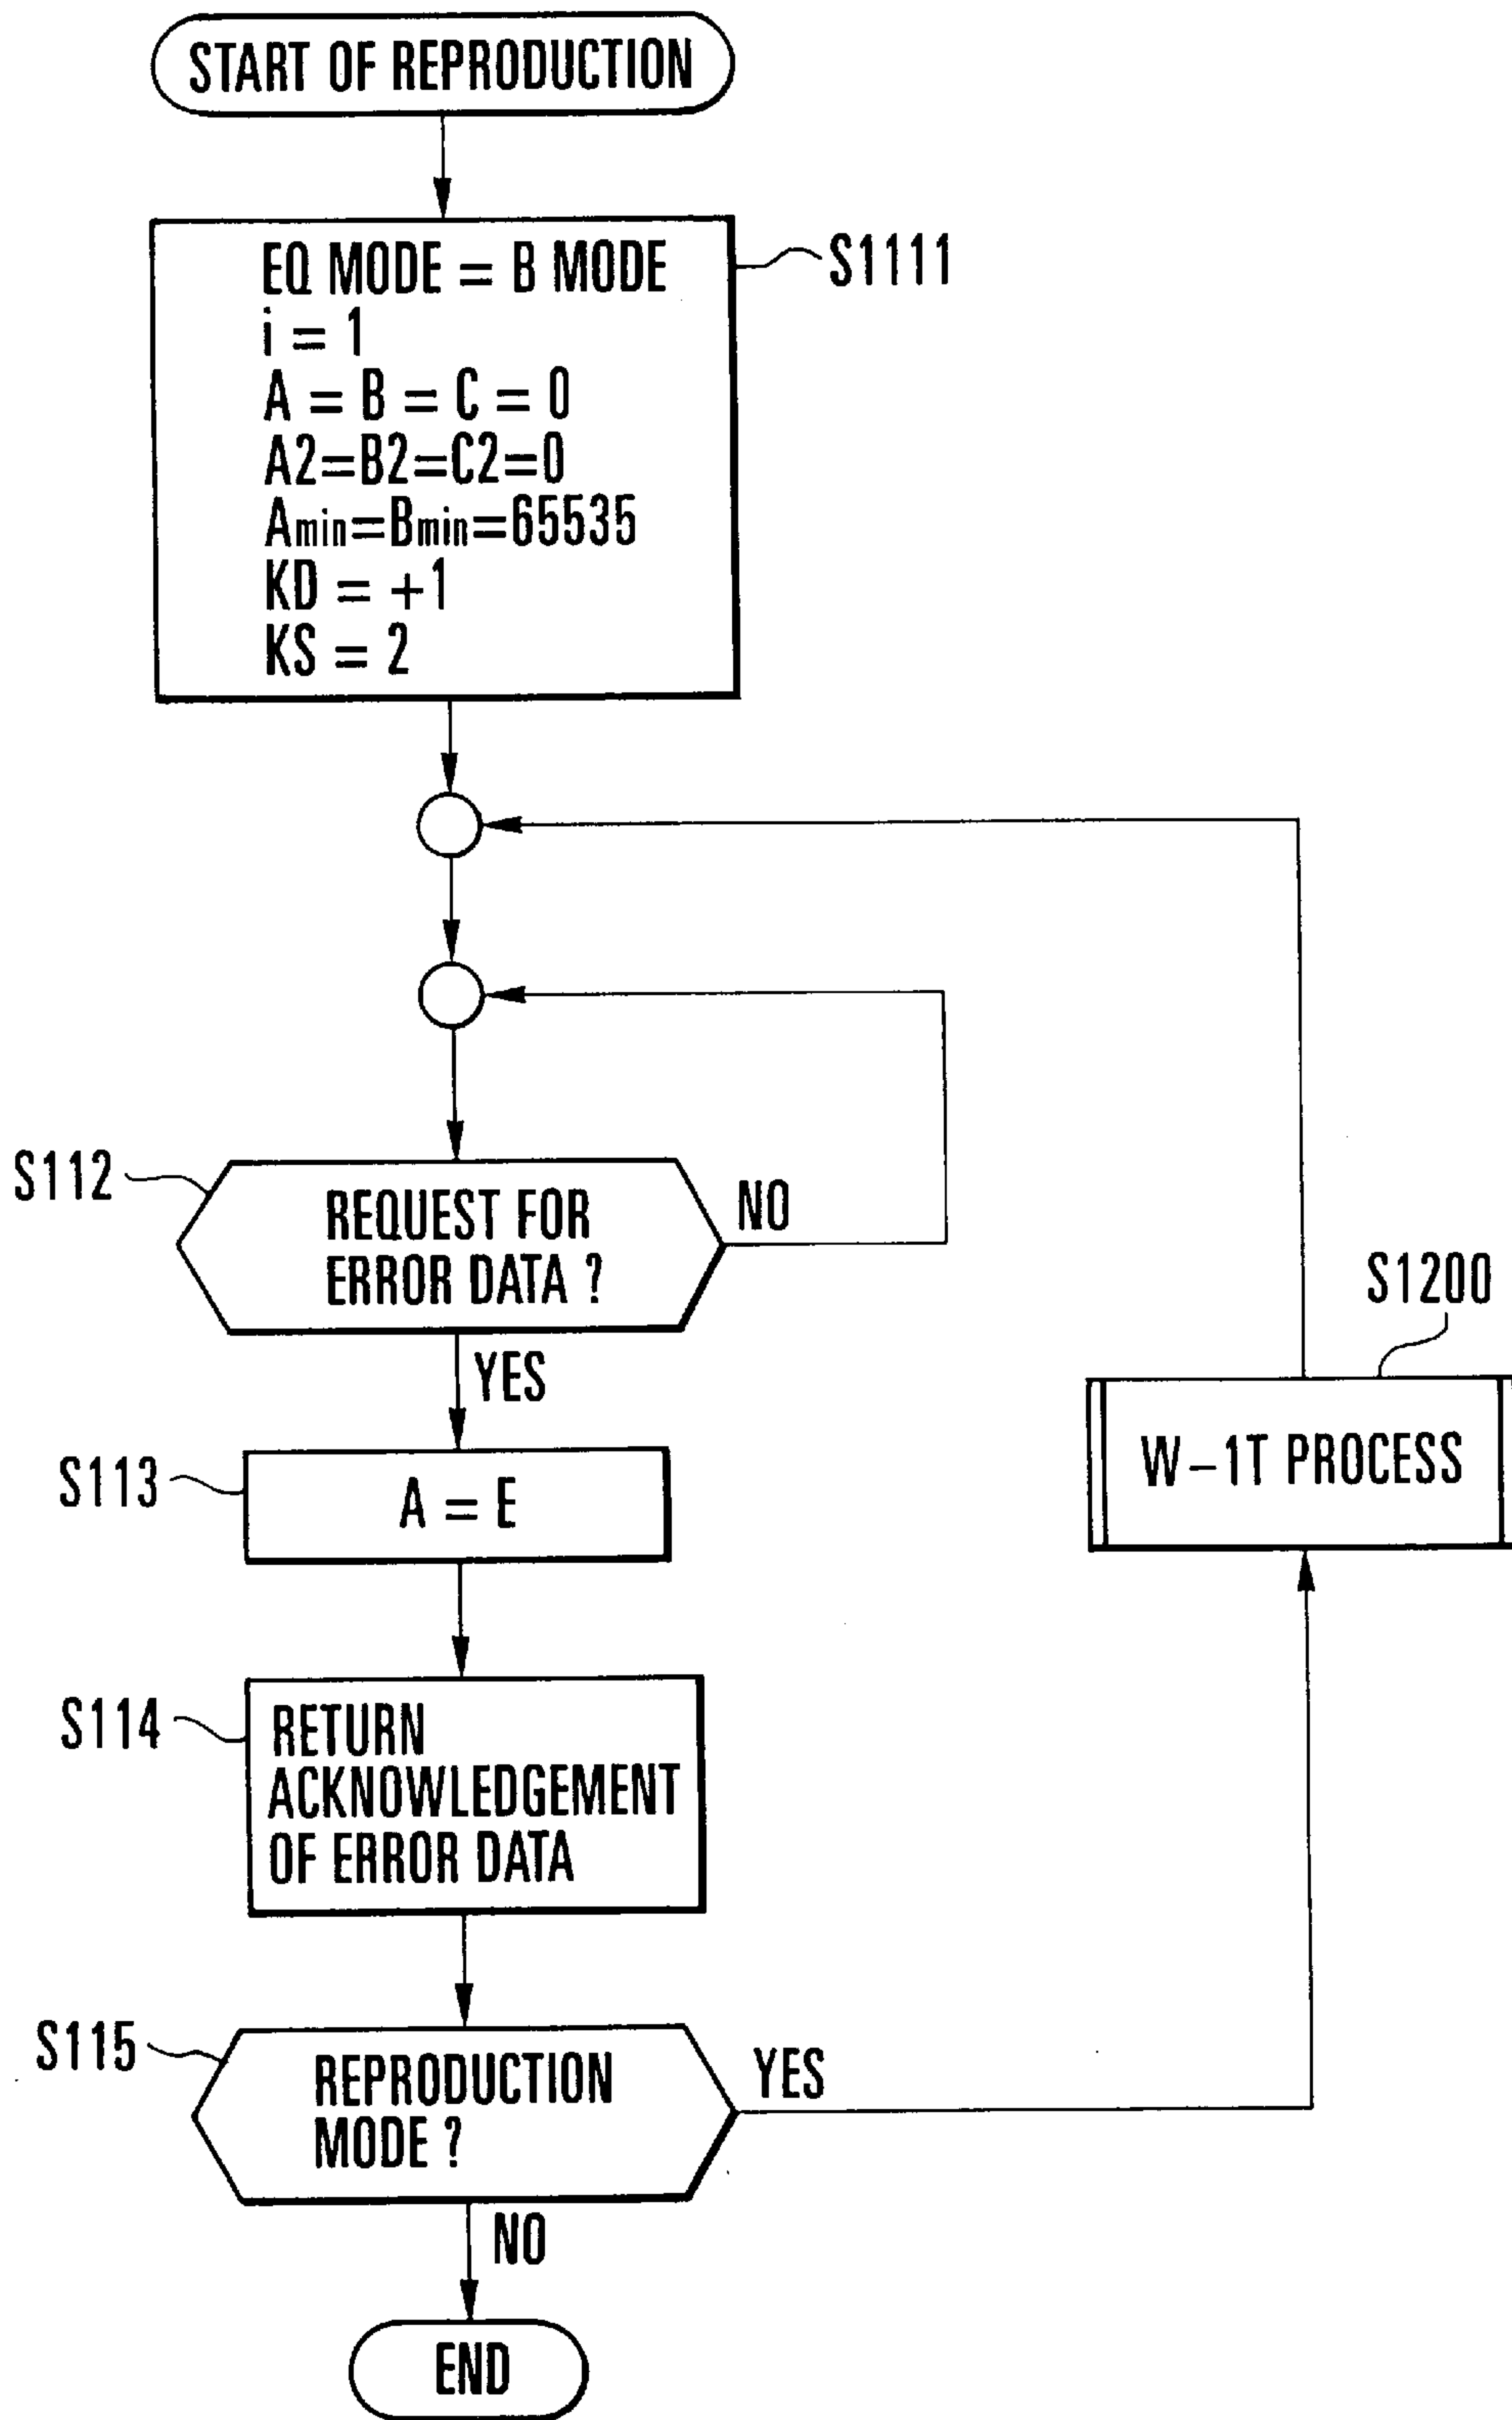 START OF REPRODUCTION
EQ MODE = B MODE
i = 1
A = B = C = 0
A2=B2=C2=0
Amin=Bmin=65535
KD = +1
KS = 2
S1111
S112
REQUEST FOR
ERROR DATA ?
NO
YES
S1200
W-1T PROCESS
S113
A = E
S114
RETURN
ACKNOWLEDGEMENT
OF ERROR DATA
S115
REPRODUCTION
MODE ?
YES
NO
END